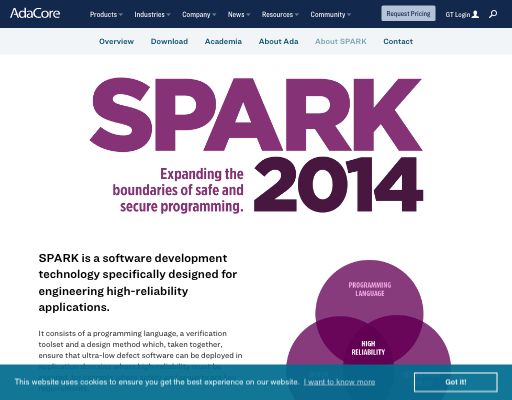 AdaCore
Products Industries Company News Resources Community Request Pricing GT Login
Overview Download Academia About Ada About SPARK Contact
SPARK
2014
Expanding the
boundaries of safe and
secure programming.
SPARK is a software development
technology specifically designed for
engineering high-reliability
applications.
It consists of a programming language, a verification
toolset and a design method which, taken together,
ensure that ultra-low defect software can be deployed in
PROGRAMMING
LANGUAGE
HIGH
RELIABILITY
This website uses cookies to ensure you get the best experience on our website. I want to know more
Got it!